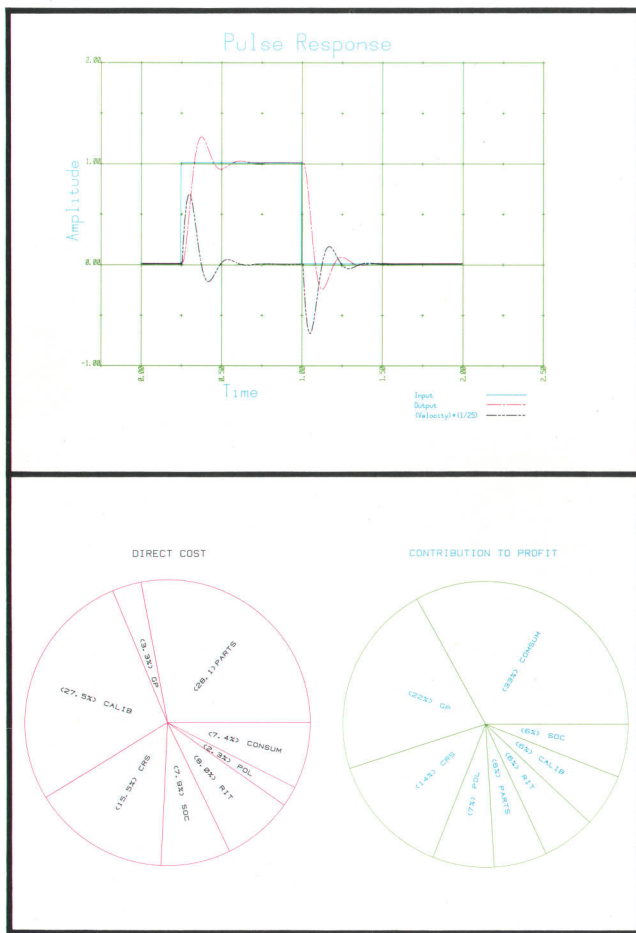 Pulse Response
2.00
1.00
0.00
-1.00
Amplitude
0.00
0.50
1.00
1.50
2.00
2.50
Time
Input
Output
(Velocity)*(1/25)
DIRECT COST
(3.3%) GP
(28.1) PARTS
(27.5%) CALIB
(7.4%) CONSUM
(2.3%) POL
(8.0%) RIT
(7.9%) SOC
(15.5%) CRS
CONTRIBUTION TO PROFIT
(33%) COMSUM
(22%) GP
(6%) SOC
(6%) CALIB
(6%) RIT
(6%) PARTS
(7%) POL
(14%) CRS